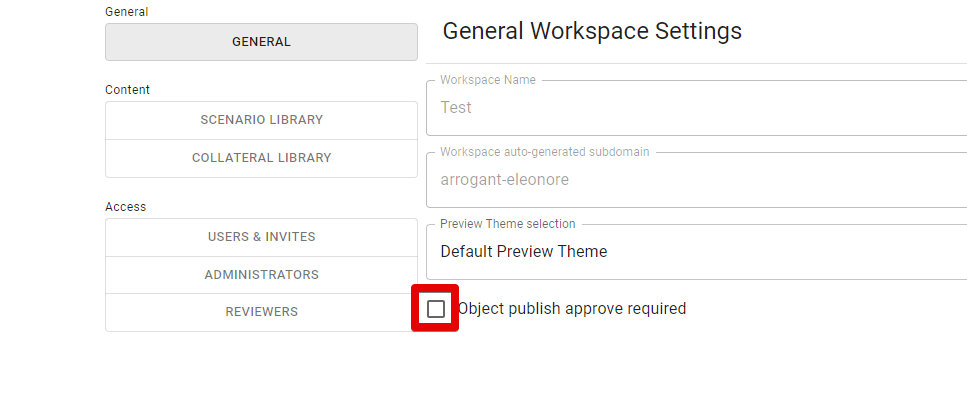 General
GENERAL
Content
SCENARIO LIBRARY
COLLATERAL LIBRARY
Access
USERS & INVITES
ADMINISTRATORS
REVIEWERS
General Workspace Settings
Workspace Name
Test
Workspace auto-generated subdomain
arrogant-eleonore
Preview Theme selection
Default Preview Theme
Object publish approve required